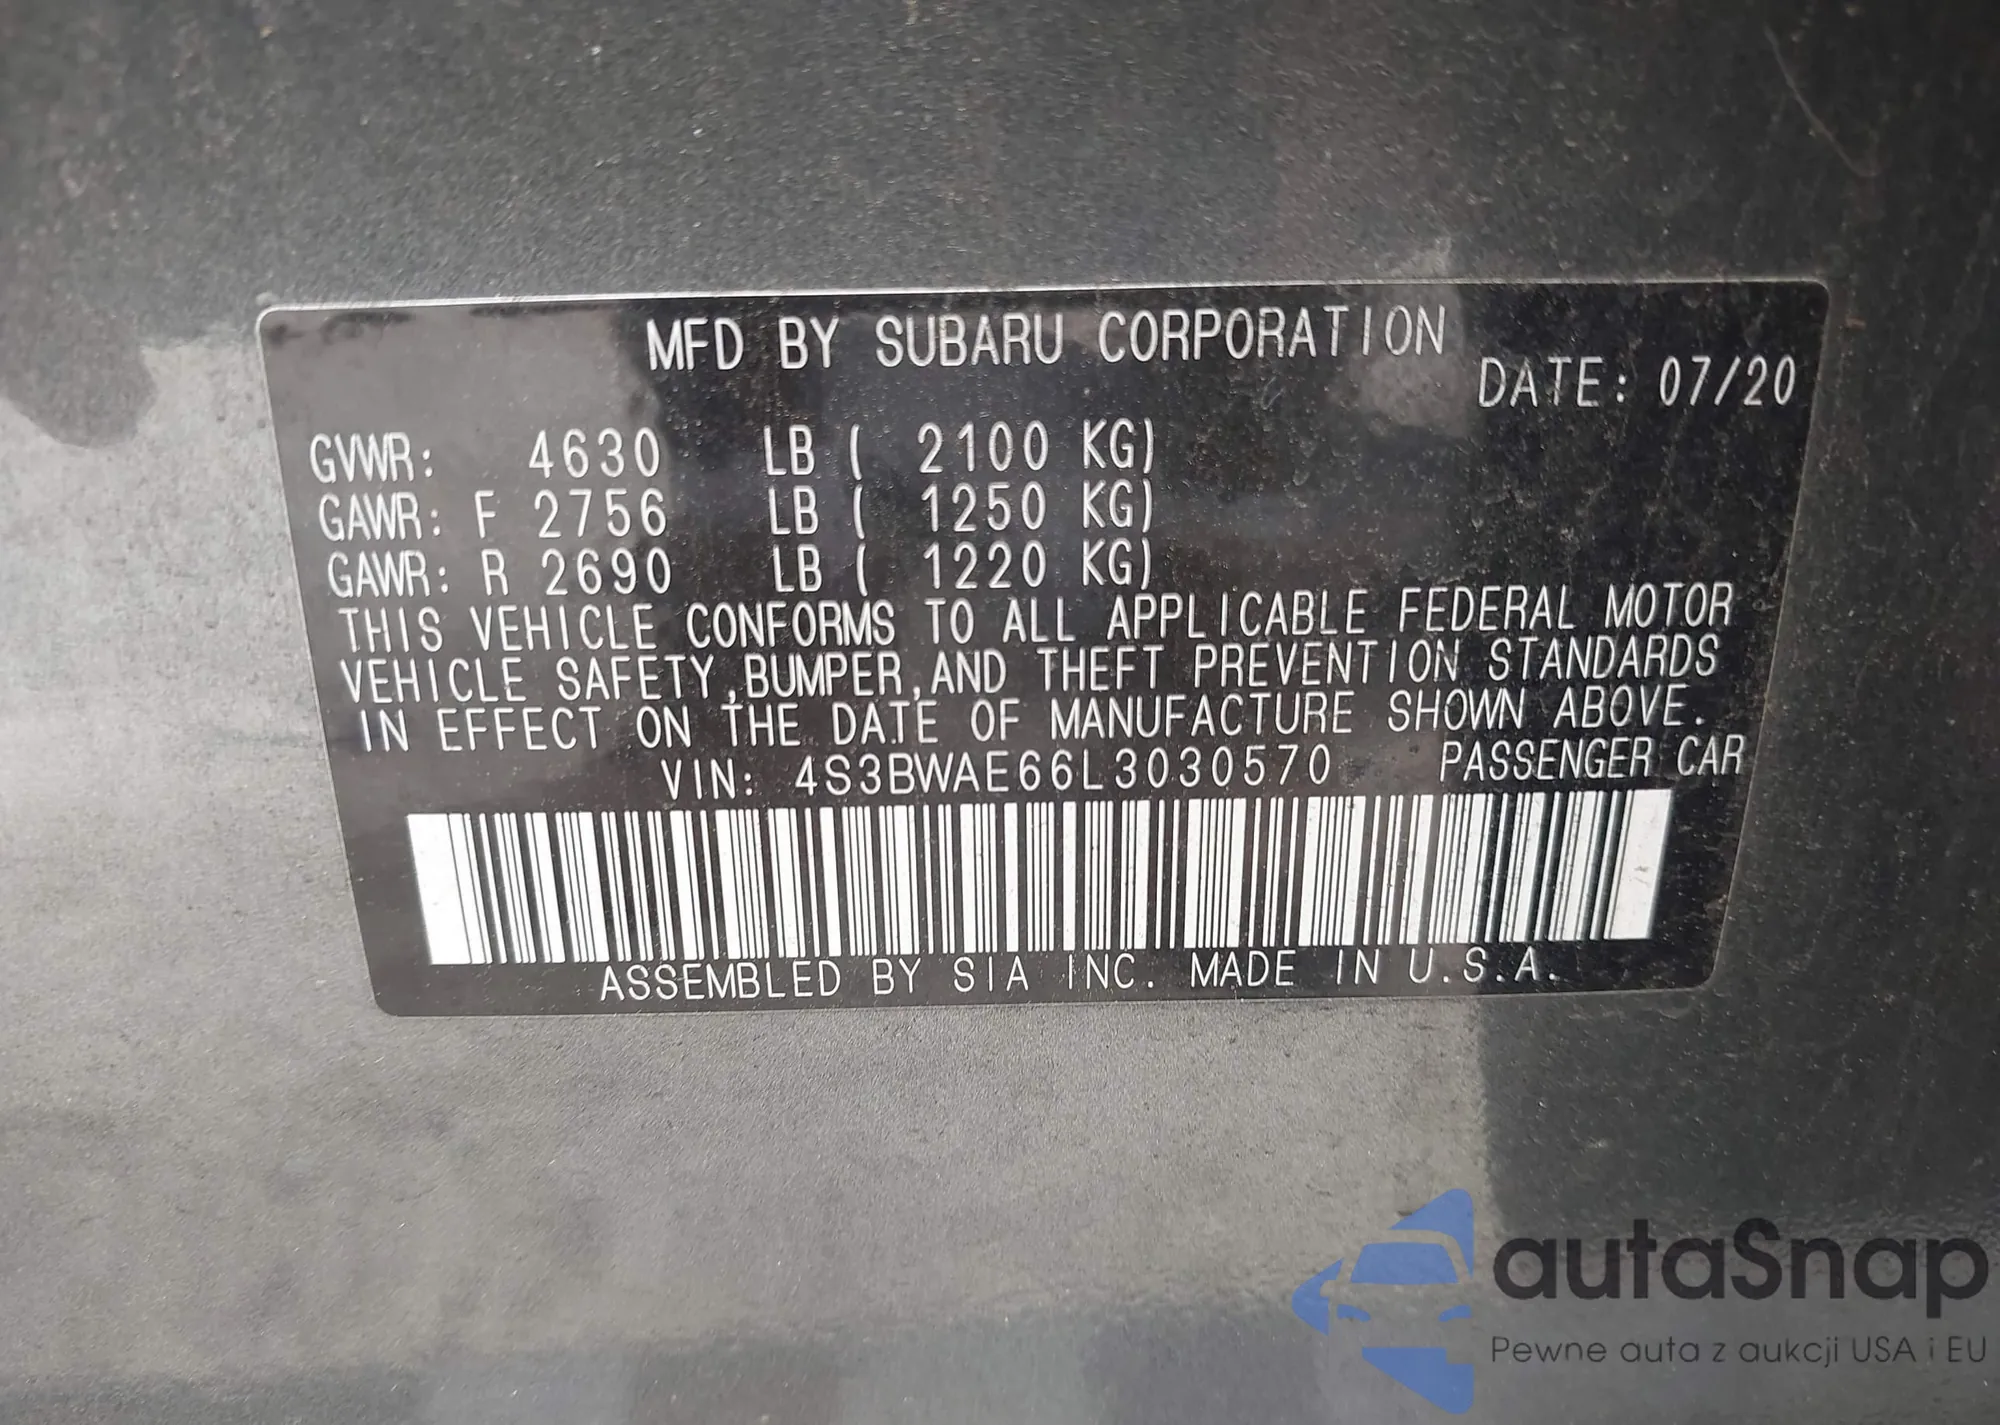 MFD BY SUBARU CORPORATION
DATE: 07/20
GVWR: 4630 LB ( 2100 KG)
GAWR: F 2756 LB ( 1250 KG)
GAWR: R 2690 LB ( 1220 KG)
THIS VEHICLE CONFORMS TO ALL APPLICABLE FEDERAL MOTOR
VEHICLE SAFETY,BUMPER,AND THEFT PREVENTION STANDARDS
IN EFFECT ON THE DATE OF MANUFACTURE SHOWN ABOVE.
VIN: 4S3BWAE66L3030570 PASSENGER CAR
ASSEMBLED BY SIA INC. MADE IN U.S.A.
autaSnap
Pewne auta z aukcji USA i EU